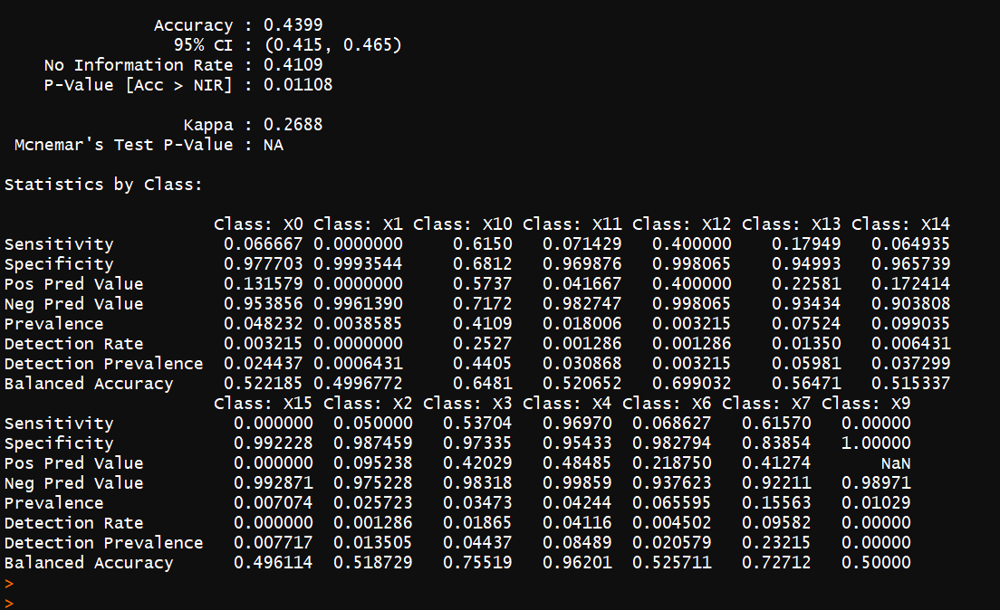 Accuracy : 0.4399
95% CI : (0.415, 0.465)
No Information Rate : 0.4109
P-Value [Acc > NIR] : 0.01108
Kappa : 0.2688
Mcnemar's Test P-Value : NA
Statistics by Class:
Class: X0 Class: X1 Class: X10 Class: X11 Class: X12 Class: X13 Class: X14
Sensitivity 0.066667 0.0000000 0.6150 0.071429 0.400000 0.17949 0.064935
Specificity 0.977703 0.9993544 0.6812 0.969876 0.998065 0.94993 0.965739
Pos Pred Value 0.131579 0.0000000 0.5737 0.041667 0.400000 0.22581 0.172414
Neg Pred Value 0.953856 0.9961390 0.7172 0.982747 0.998065 0.93434 0.903808
Prevalence 0.048232 0.0038585 0.4109 0.018006 0.003215 0.07524 0.099035
Detection Rate 0.003215 0.0000000 0.2527 0.001286 0.001286 0.01350 0.006431
Detection Prevalence 0.024437 0.0006431 0.4405 0.030868 0.003215 0.05981 0.037299
Balanced Accuracy 0.522185 0.4996772 0.6481 0.520652 0.699032 0.56471 0.515337
Class: X15 Class: X2 Class: X3 Class: X4 Class: X6 Class: X7 Class: X9
Sensitivity 0.000000 0.050000 0.53704 0.96970 0.068627 0.61570 0.00000
Specificity 0.992228 0.987459 0.97335 0.95433 0.982794 0.83854 1.00000
Pos Pred Value 0.000000 0.095238 0.42029 0.48485 0.218750 0.41274 NaN
Neg Pred Value 0.992871 0.975228 0.98318 0.99859 0.937623 0.92211 0.98971
Prevalence 0.007074 0.025723 0.03473 0.04244 0.065595 0.15563 0.01029
Detection Rate 0.000000 0.001286 0.01865 0.04116 0.004502 0.09582 0.00000
Detection Prevalence 0.007717 0.013505 0.04437 0.08489 0.020579 0.23215 0.00000
Balanced Accuracy 0.496114 0.518729 0.75519 0.96201 0.525711 0.72712 0.50000
>
>